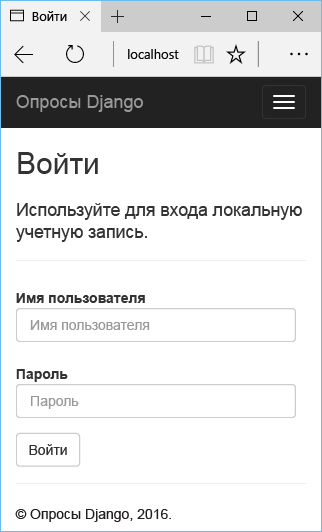 Войти
localhost
Опросы Django
Войти
Используйте для входа локальную
учетную запись.
Имя пользователя
Имя пользователя
Пароль
Пароль
Войти
© Опросы Django, 2016.